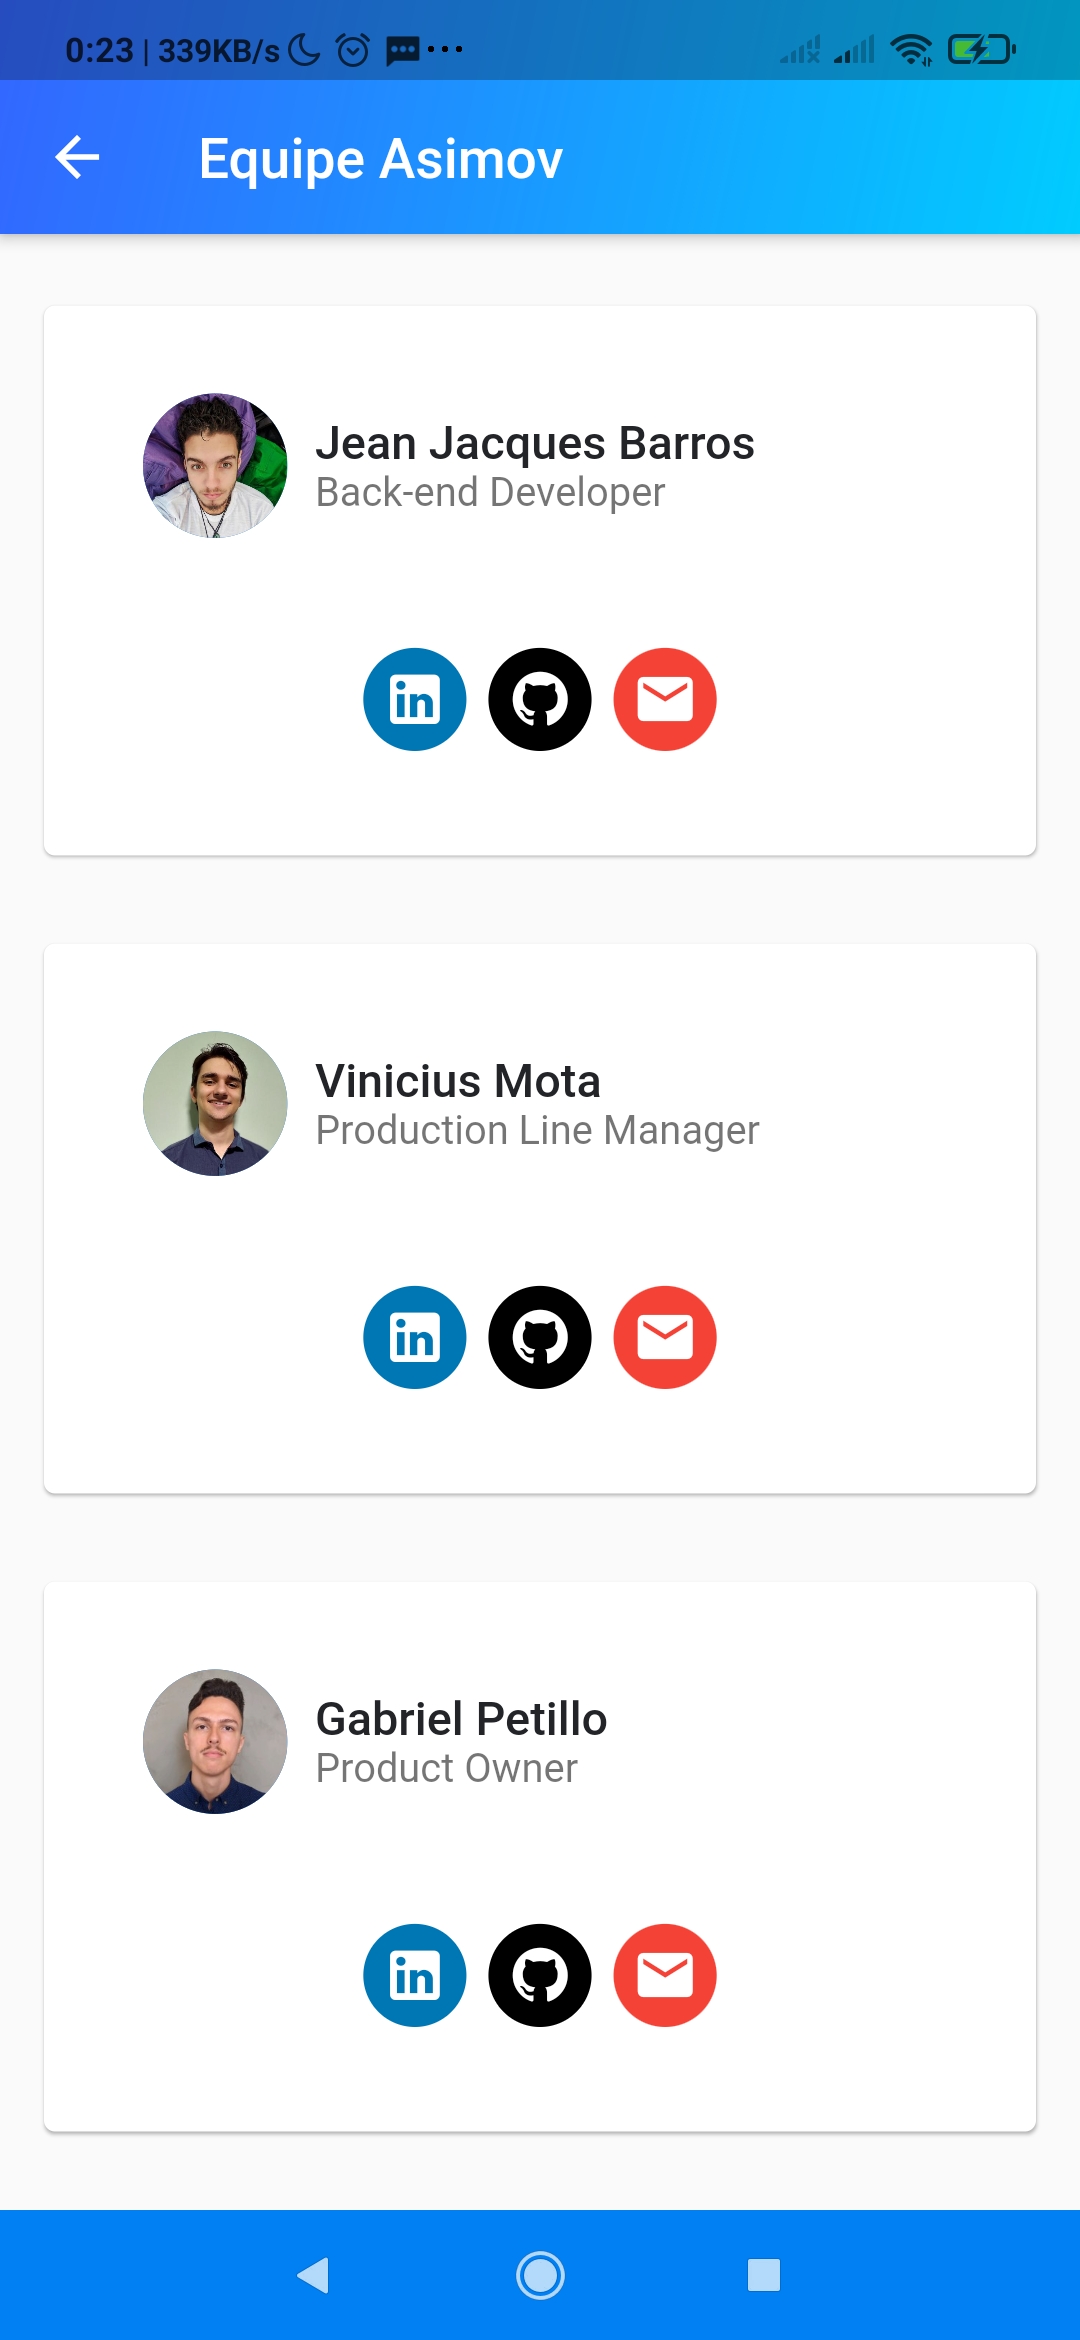 0:23 | 339KB/s
Equipe Asimov
Jean Jacques Barros
Back-end Developer
in
Vinicius Mota
Production Line Manager
in
Gabriel Petillo
Product Owner
in